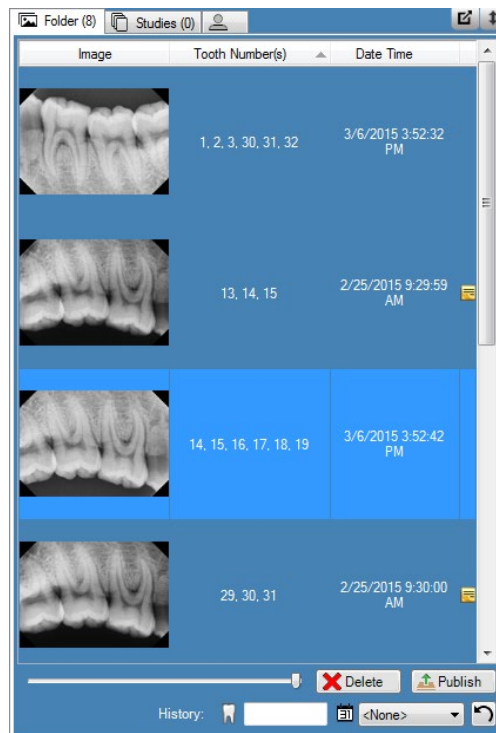 Folder (8) Studies (0)
Image Tooth Number(s) Date Time
1, 2, 3, 30, 31, 32 3/6/2015 3:52:32
PM
13, 14, 15 2/25/2015 9:29:59
AM
14, 15, 16, 17, 18, 19 3/6/2015 3:52:42
PM
29, 30, 31 2/25/2015 9:30:00
AM
Delete Publish
History: 31 <None>